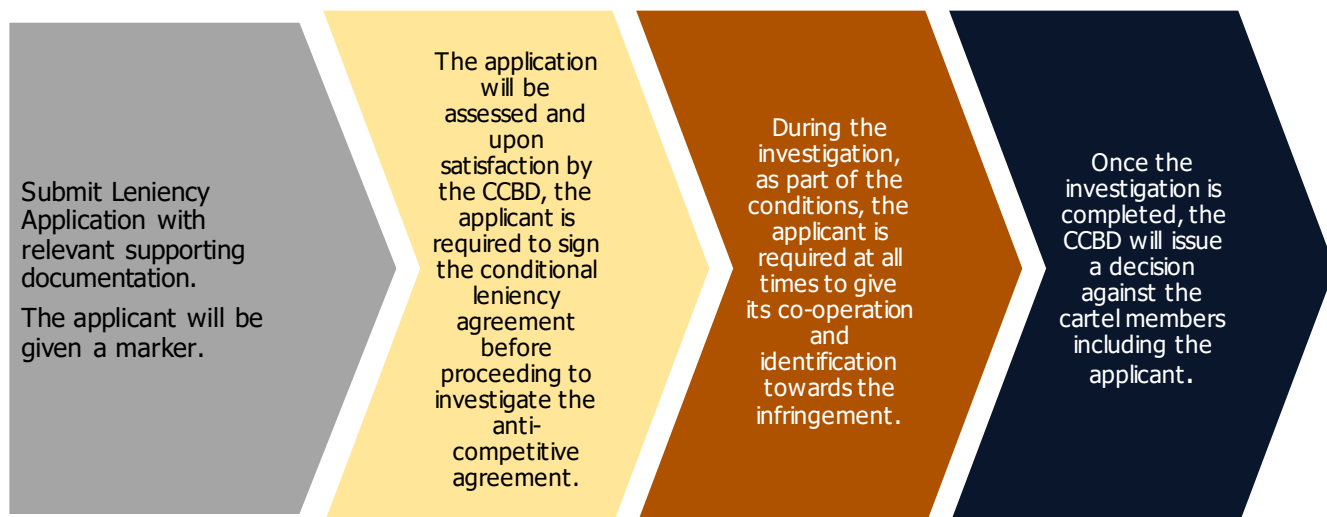 Submit Leniency
Application with
relevant supporting
documentation.
The applicant will be
given a marker.
The application
will be
assessed and
upon
satisfaction by
the CCBD, the
applicant is
required to sign
the conditional
leniency
agreement
before
proceeding to
investigate the
anti-
competitive
agreement.
During the
investigation,
as part of the
conditions, the
applicant is
required at all
times to give
its co-operation
and
identification
towards the
infringement.
Once the
investigation is
completed, the
CCBD will issue
a decision
against the
cartel members
including the
applicant.